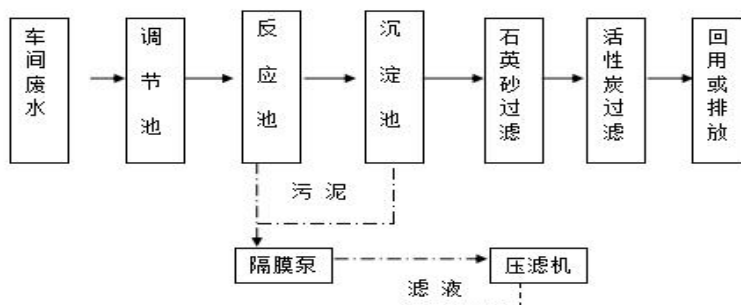 车间废水
调节池
反应池
沉淀池
石英砂过滤
活性炭过滤
回用或排放
污 泥
隔膜泵
压滤机
滤 液